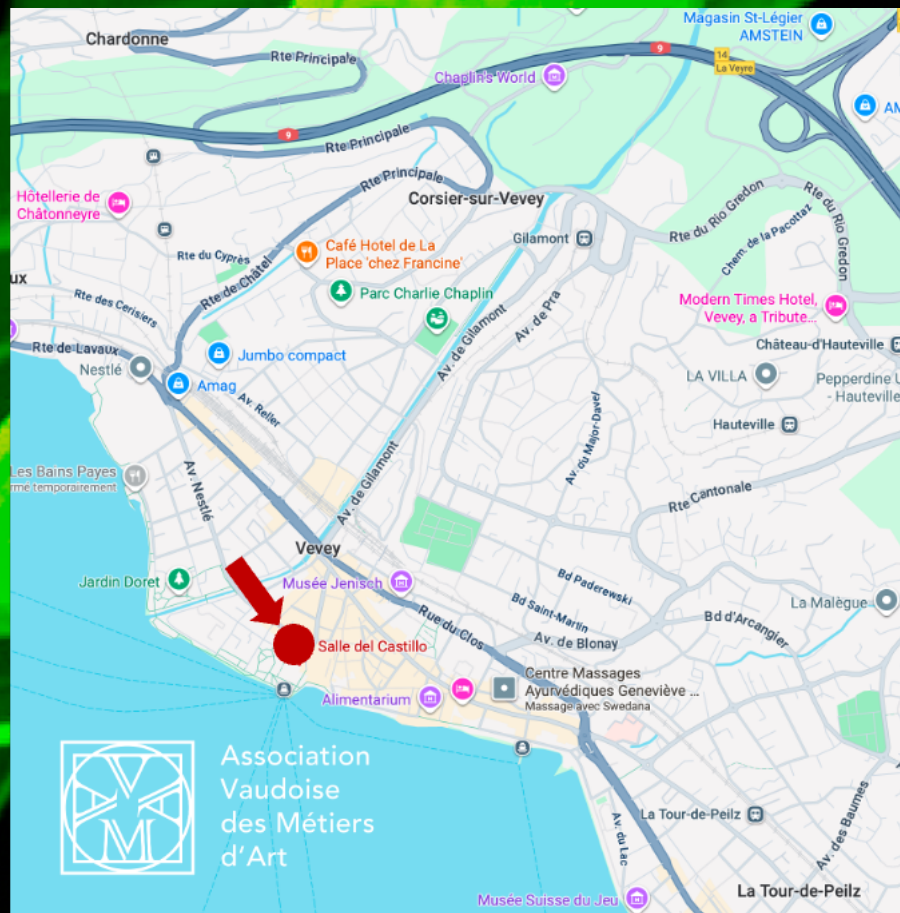 Magasin St-Légier
AMSTEIN
Chardonne
Rte Principale
9
14
La Veyre
Chaplin's World
AM
9
Rte Principale
Rte Principale
Hôtellerie de
Châtonneyre
Corsier-sur-Vevey
Rte du Rio Gredon
Rte du Rio Gredon
Chem. de la Pacottaz
Gilamont
Café Hotel de La
Place 'chez Francine'
Rte du Cyprès
Rte de Châtel
ux
Parc Charlie Chaplin
Rte des Cerisiers
Modern Times Hotel,
Vevey, a Tribute...
Av. de Gilamont
Av. de Pra
Rte de Lavaux
Nestlé
Jumbo compact
Château-d'Hauteville
Amag
LA VILLA
Pepperdine U
- Hauteville
Av. Reller
Hauteville
Av. du Major-Davel
Les Bains Payes
rmé temporairement
Av. Nestlé
Av. de Gilamont
Rte Cantonale
Vevey
Jardin Doret
Musée Jenisch
Bd Paderewski
Bd Saint-Martin
La Malègue
Rue du Clos
Bd d'Arcangier
Av. de Blonay
Salle del Castillo
Centre Massages
Ayurvédiques Geneviève ...
Massage avec Swedana
Alimentarium
Association
Vaudoise
des Métiers
d'Art
VAM
La Tour-de-Peilz
Av. du Lac
Av. des Baumes
La Tour-de-Peilz
Musée Suisse du Jeu